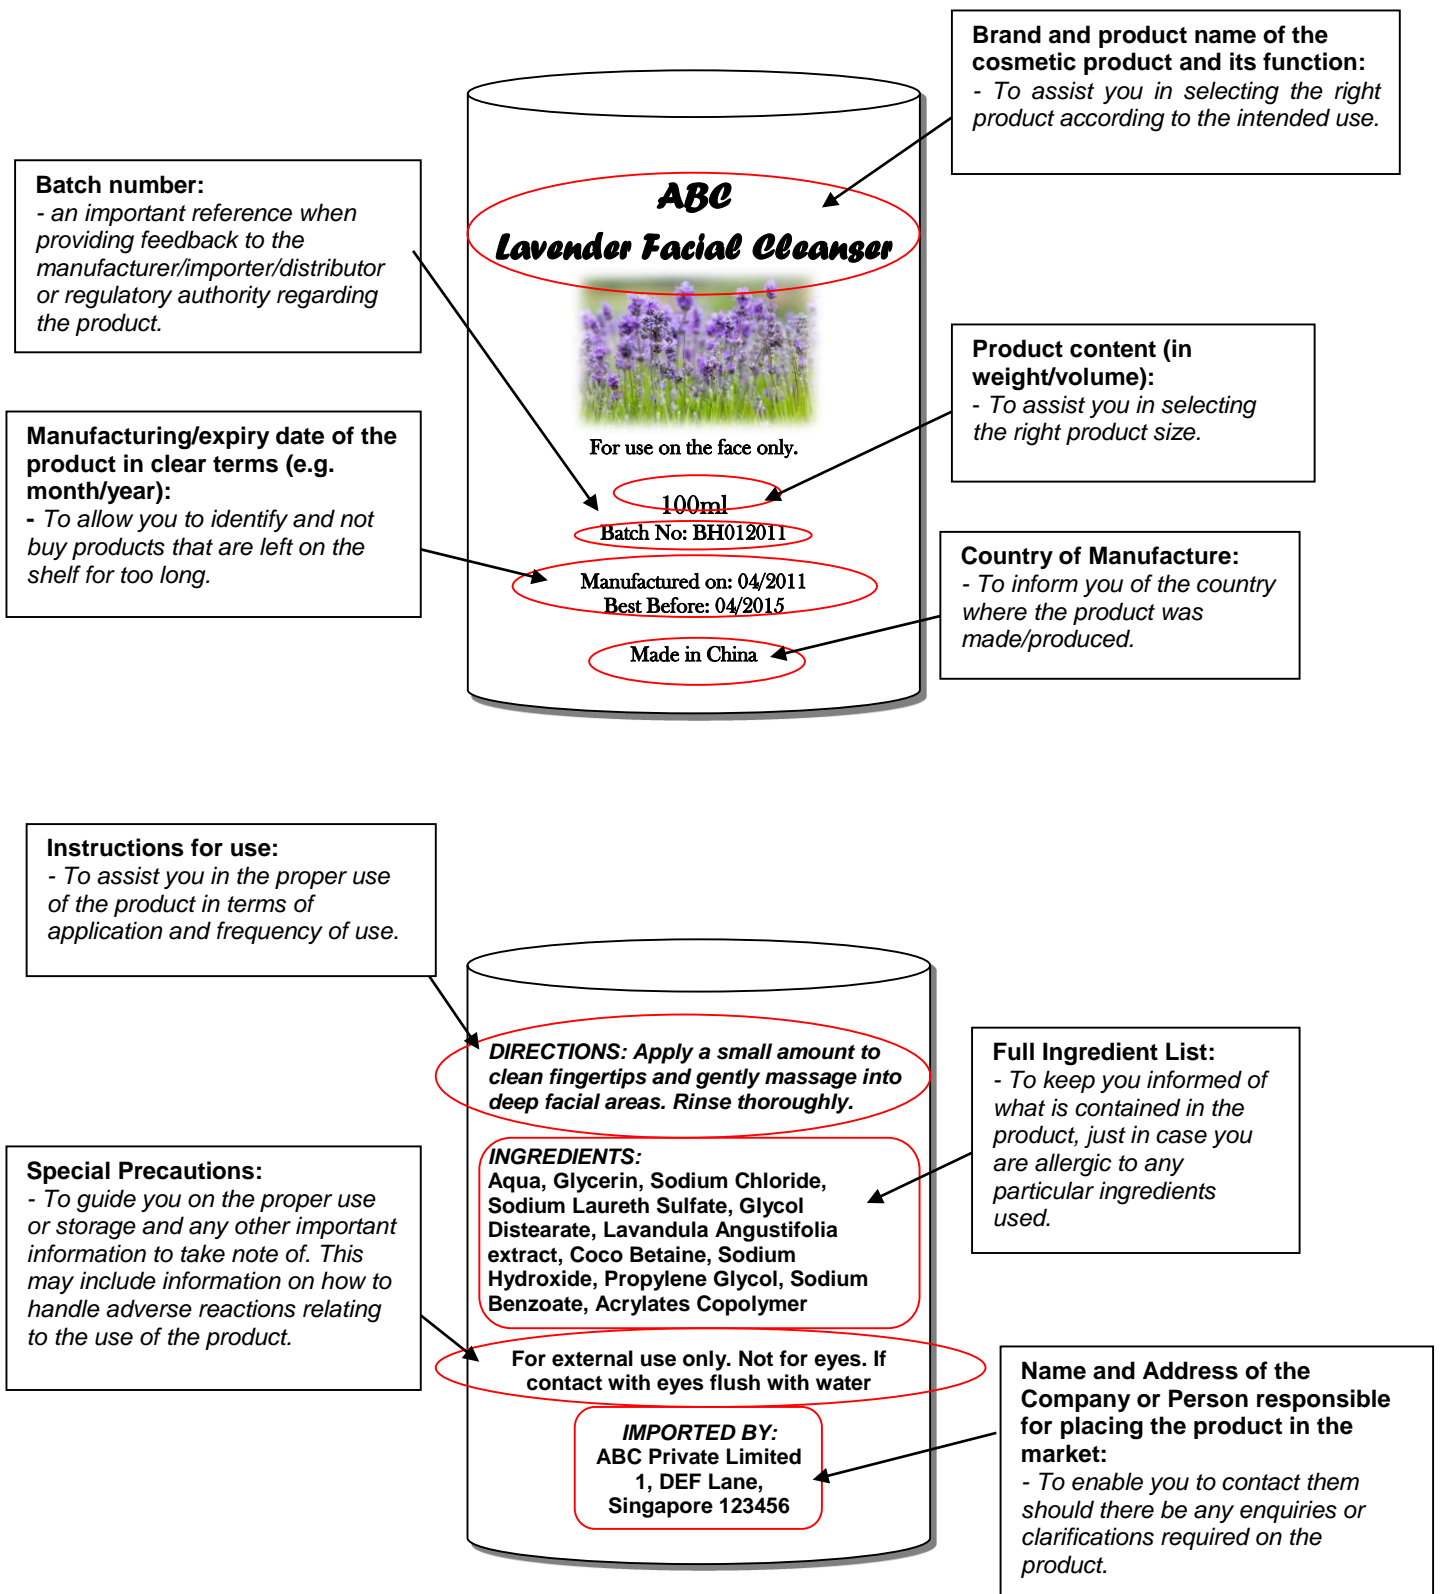 Brand and product name of the
cosmetic product and its function:
- To assist you in selecting the right
product according to the intended use.
Batch number:
- an important reference when
providing feedback to the
manufacturer/importer/distributor
or regulatory authority regarding
the product.
ABC
Lavender Facial Cleanser
Product content (in
weight/volume):
- To assist you in selecting
the right product size.
Manufacturing/expiry date of the
product in clear terms (e.g.
month/year):
- To allow you to identify and not
buy products that are left on the
shelf for too long.
For use on the face only.
100ml
Batch No: BH012011
Manufactured on: 04/2011
Best Before: 04/2015
Made in China
Country of Manufacture:
- To inform you of the country
where the product was
made/produced.
Instructions for use:
- To assist you in the proper use
of the product in terms of
application and frequency of use.
DIRECTIONS: Apply a small amount to
clean fingertips and gently massage into
deep facial areas. Rinse thoroughly.
Full Ingredient List:
- To keep you informed of
what is contained in the
product, just in case you
are allergic to any
particular ingredients
used.
INGREDIENTS:
Aqua, Glycerin, Sodium Chloride,
Sodium Laureth Sulfate, Glycol
Distearate, Lavandula Angustifolia
extract, Coco Betaine, Sodium
Hydroxide, Propylene Glycol, Sodium
Benzoate, Acrylates Copolymer
Special Precautions:
- To guide you on the proper use
or storage and any other important
information to take note of. This
may include information on how to
handle adverse reactions relating
to the use of the product.
For external use only. Not for eyes. If
contact with eyes flush with water
IMPORTED BY:
ABC Private Limited
1, DEF Lane,
Singapore 123456
Name and Address of the
Company or Person responsible
for placing the product in the
market:
- To enable you to contact them
should there be any enquiries or
clarifications required on the
product.